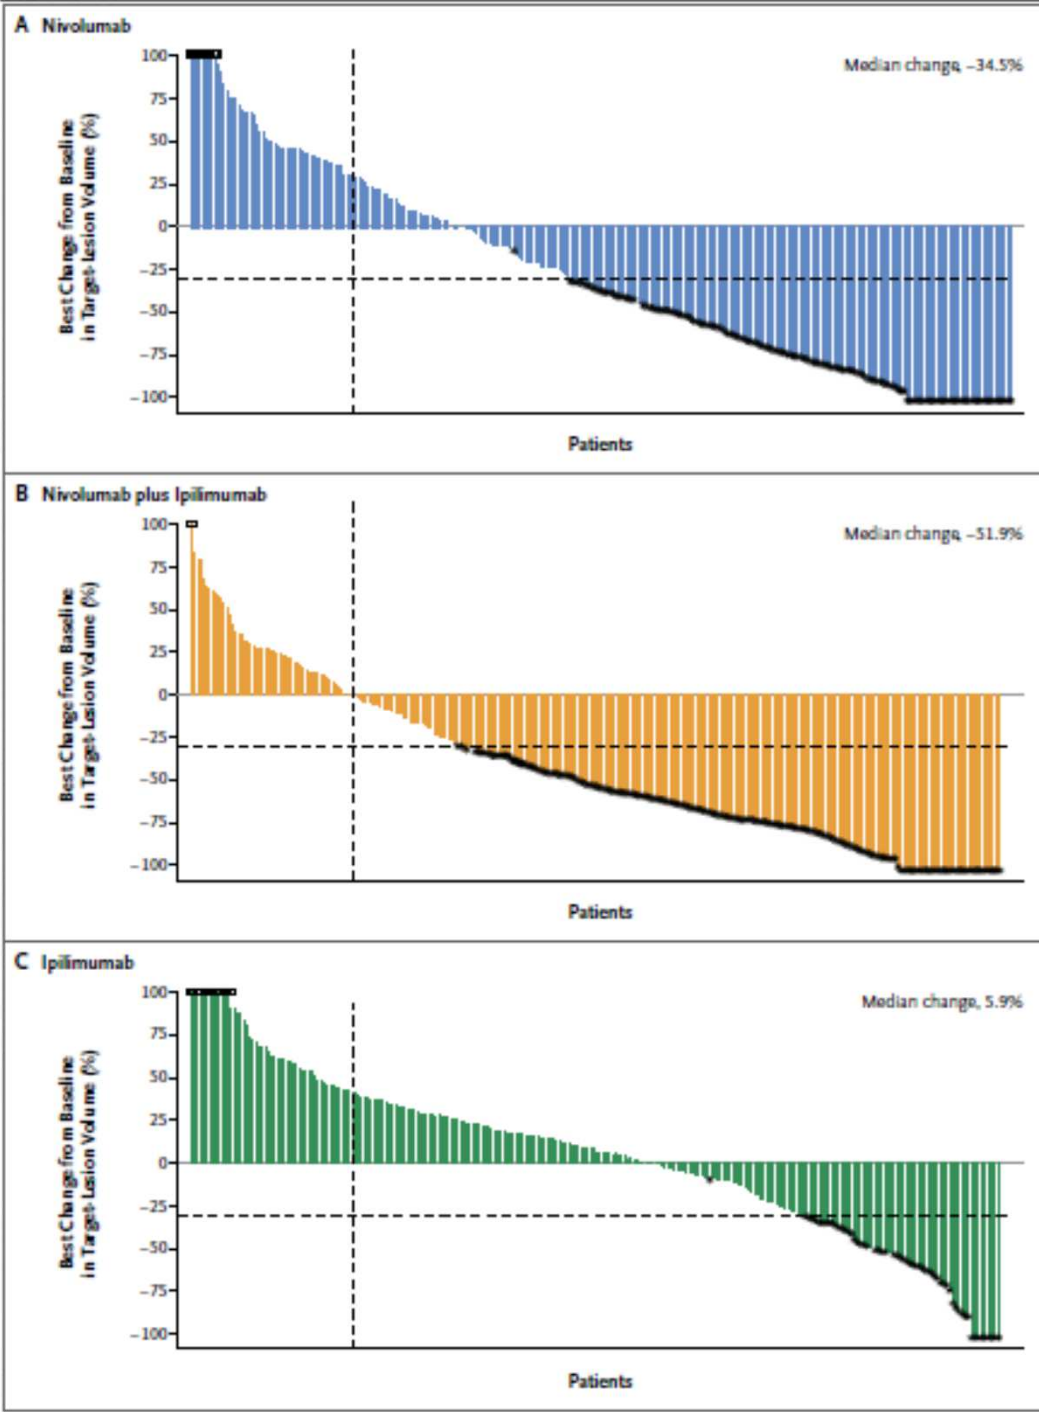 A Nivolumab
Median change, −34.5%
Best Change from Baseline
in Target-Lesion Volume (%)
100
75
50
25
0
−25
−50
−75
−100
Patients
B Nivolumab plus Ipilimumab
Median change, −51.9%
Best Change from Baseline
in Target-Lesion Volume (%)
100
75
50
25
0
−25
−50
−75
−100
Patients
C Ipilimumab
Median change, 5.9%
Best Change from Baseline
in Target-Lesion Volume (%)
100
75
50
25
0
−25
−50
−75
−100
Patients